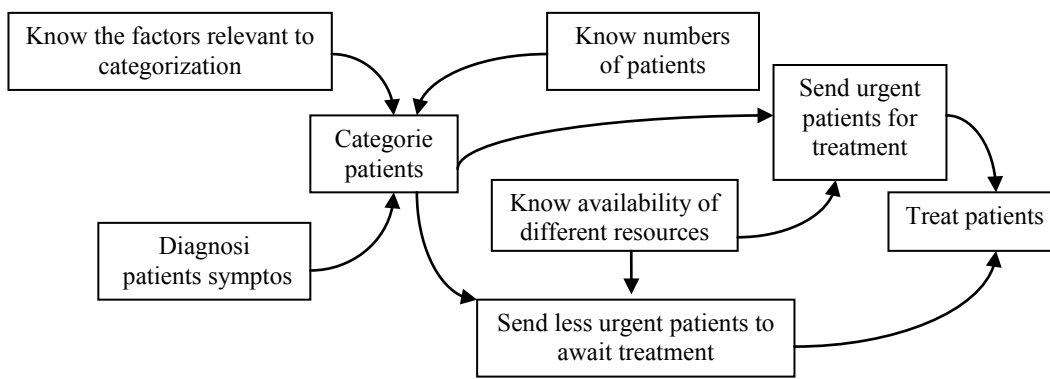 Know the factors relevant to
categorization
Know numbers
of patients
Send urgent
patients for
treatment
Categorie
patients
Know availability of
different resources
Treat patients
Diagnosi
patients symptos
Send less urgent patients to
await treatment